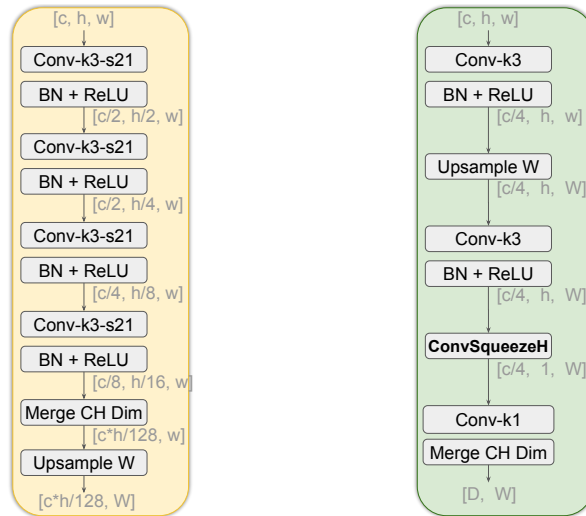 [c, h, w]
Conv-k3-s21
BN + ReLU
[c/2, h/2, w]
Conv-k3-s21
BN + ReLU
[c/2, h/4, w]
Conv-k3-s21
BN + ReLU
[c/4, h/8, w]
Conv-k3-s21
BN + ReLU
[c/8, h/16, w]
Merge CH Dim
[c*h/128, w]
Upsample W
[c*h/128, W]
[c, h, w]
Conv-k3
BN + ReLU
[c/4, h, w]
Upsample W
[c/4, h, W]
Conv-k3
BN + ReLU
[c/4, h, W]
ConvSqueezeH
[c/4, 1, W]
Conv-k1
Merge CH Dim
[D, W]